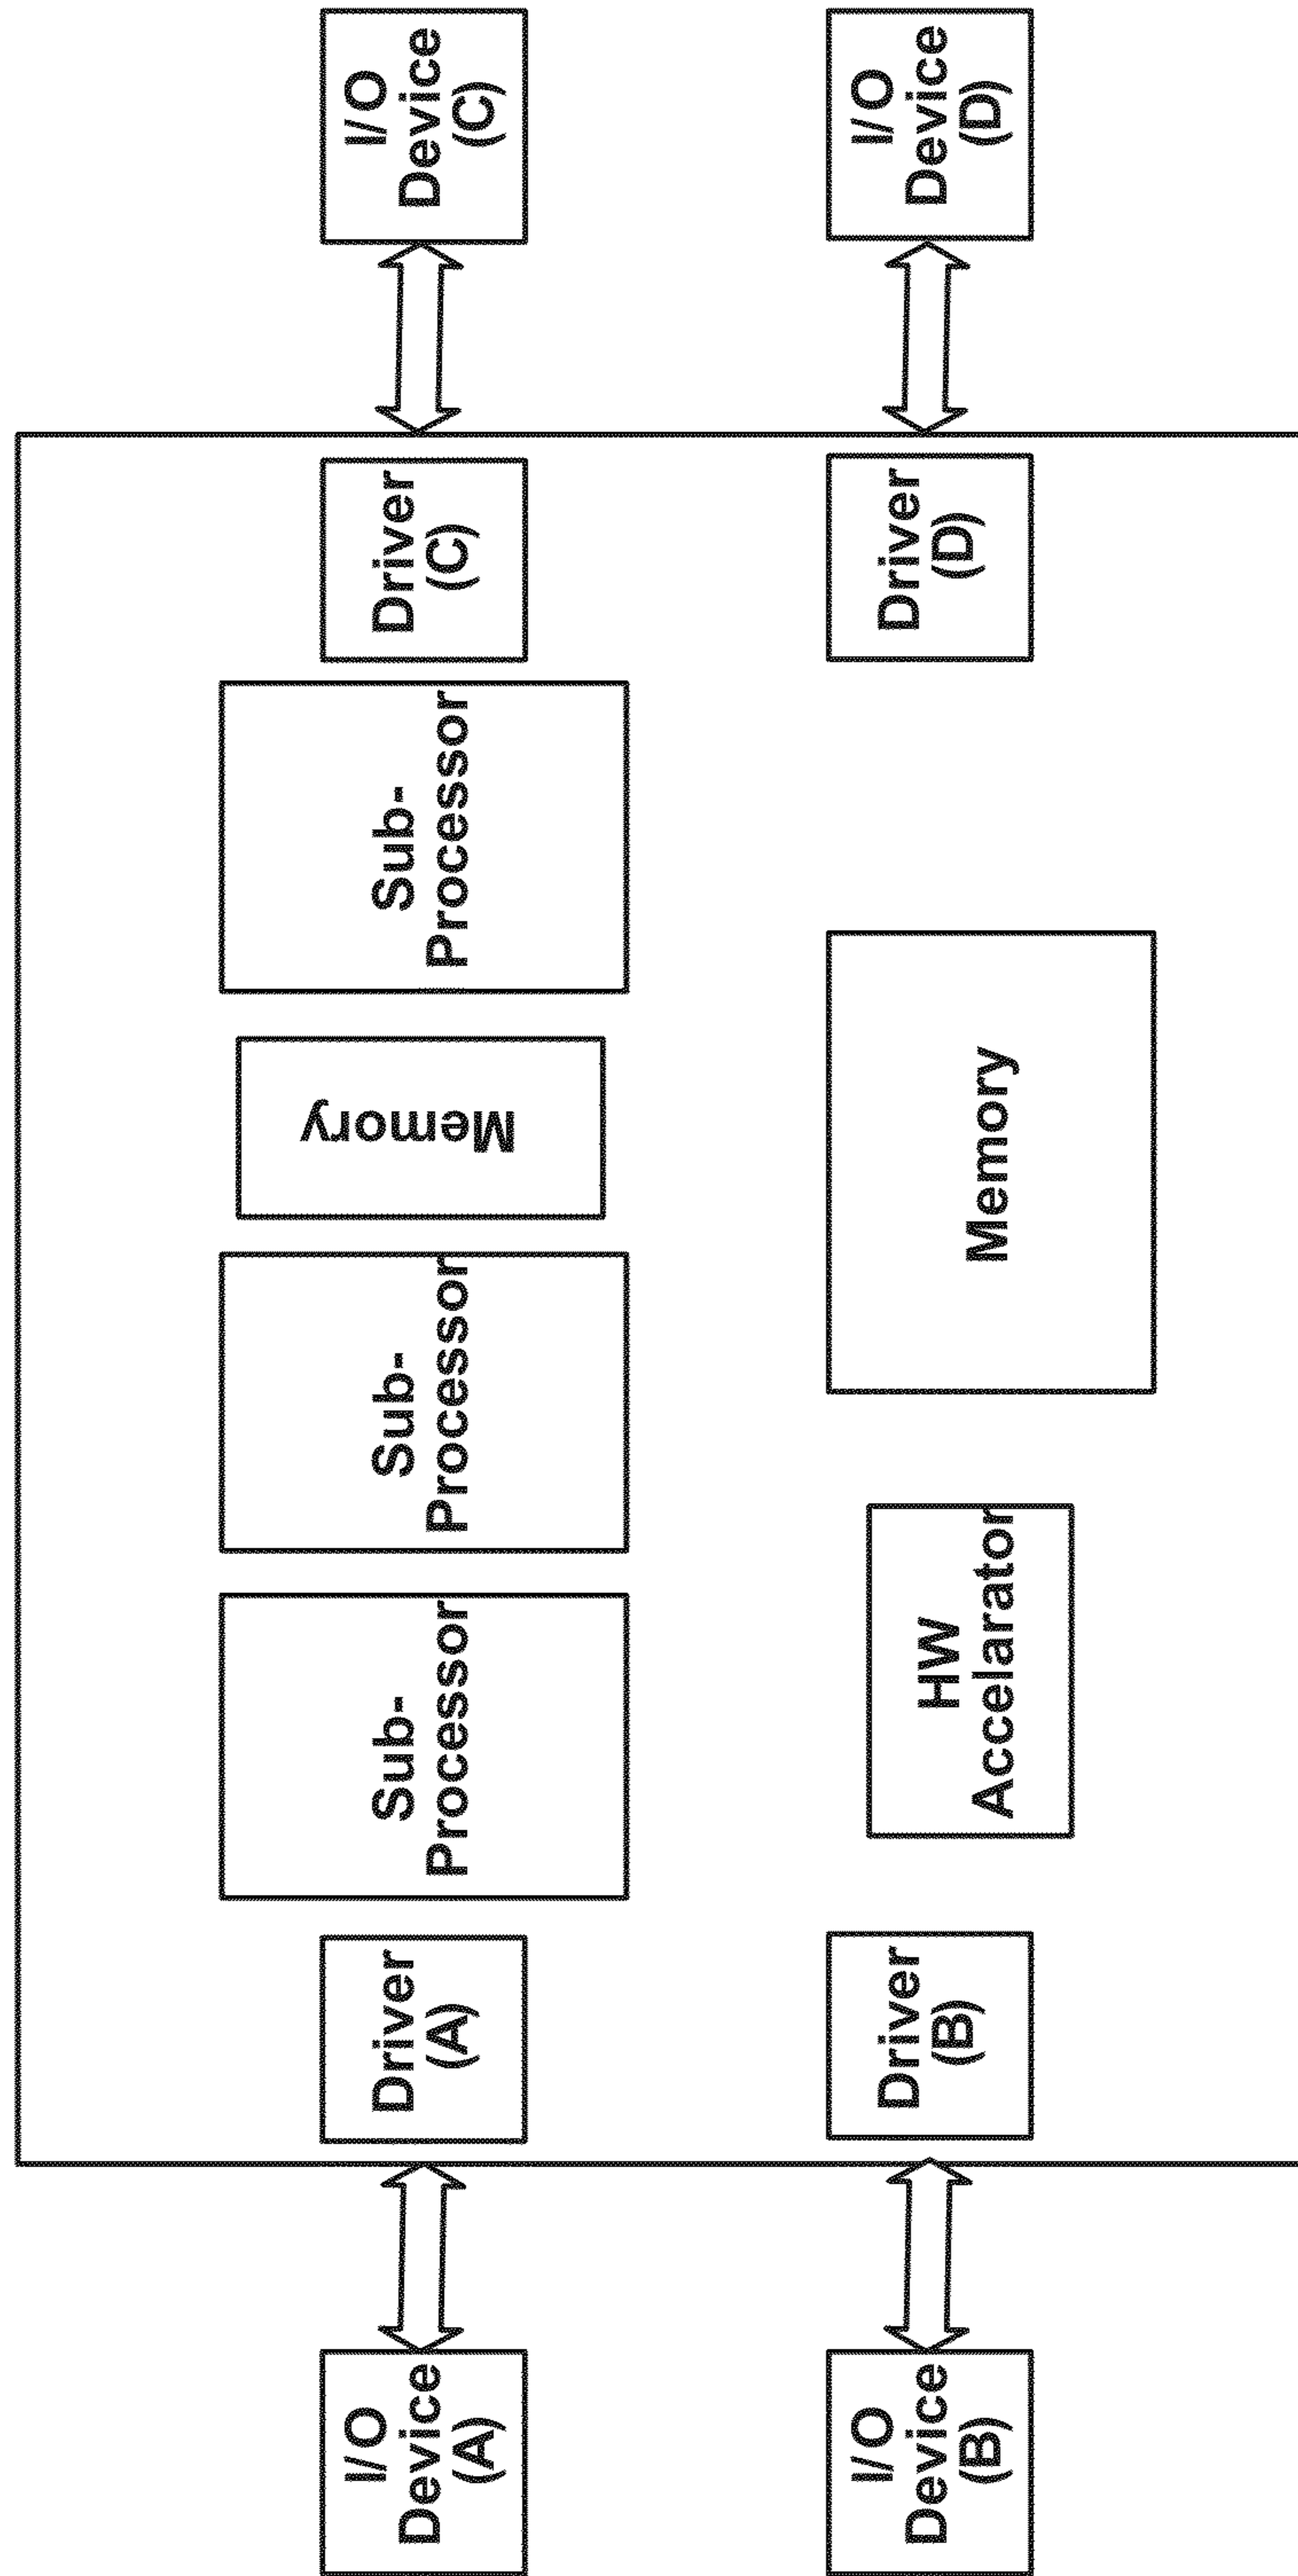 I/O
Device
(A)
Driver
(A)
Sub-
Processor
Sub-
Processor
Memory
Sub-
Processor
Driver
(C)
I/O
Device
(C)
I/O
Device
(B)
Driver
(B)
HW
Accelarator
Memory
Driver
(D)
I/O
Device
(D)